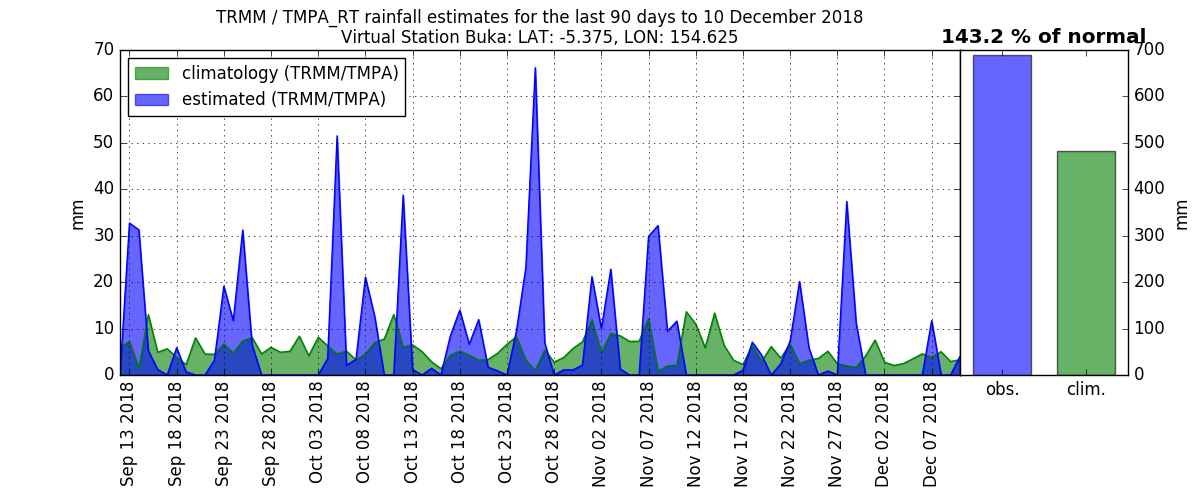 TRMM / TMPA_RT rainfall estimates for the last 90 days to 10 December 2018
Virtual Station Buka: LAT: -5.375, LON: 154.625
143.2 % of normal
climatology (TRMM/TMPA)
estimated (TRMM/TMPA)
70
60
50
40
30
20
10
0
mm
Sep 13 2018
Sep 18 2018
Sep 23 2018
Sep 28 2018
Oct 03 2018
Oct 08 2018
Oct 13 2018
Oct 18 2018
Oct 23 2018
Oct 28 2018
Nov 02 2018
Nov 07 2018
Nov 12 2018
Nov 17 2018
Nov 22 2018
Nov 27 2018
Dec 02 2018
Dec 07 2018
obs.
clim.
700
600
500
400
300
200
100
0
mm